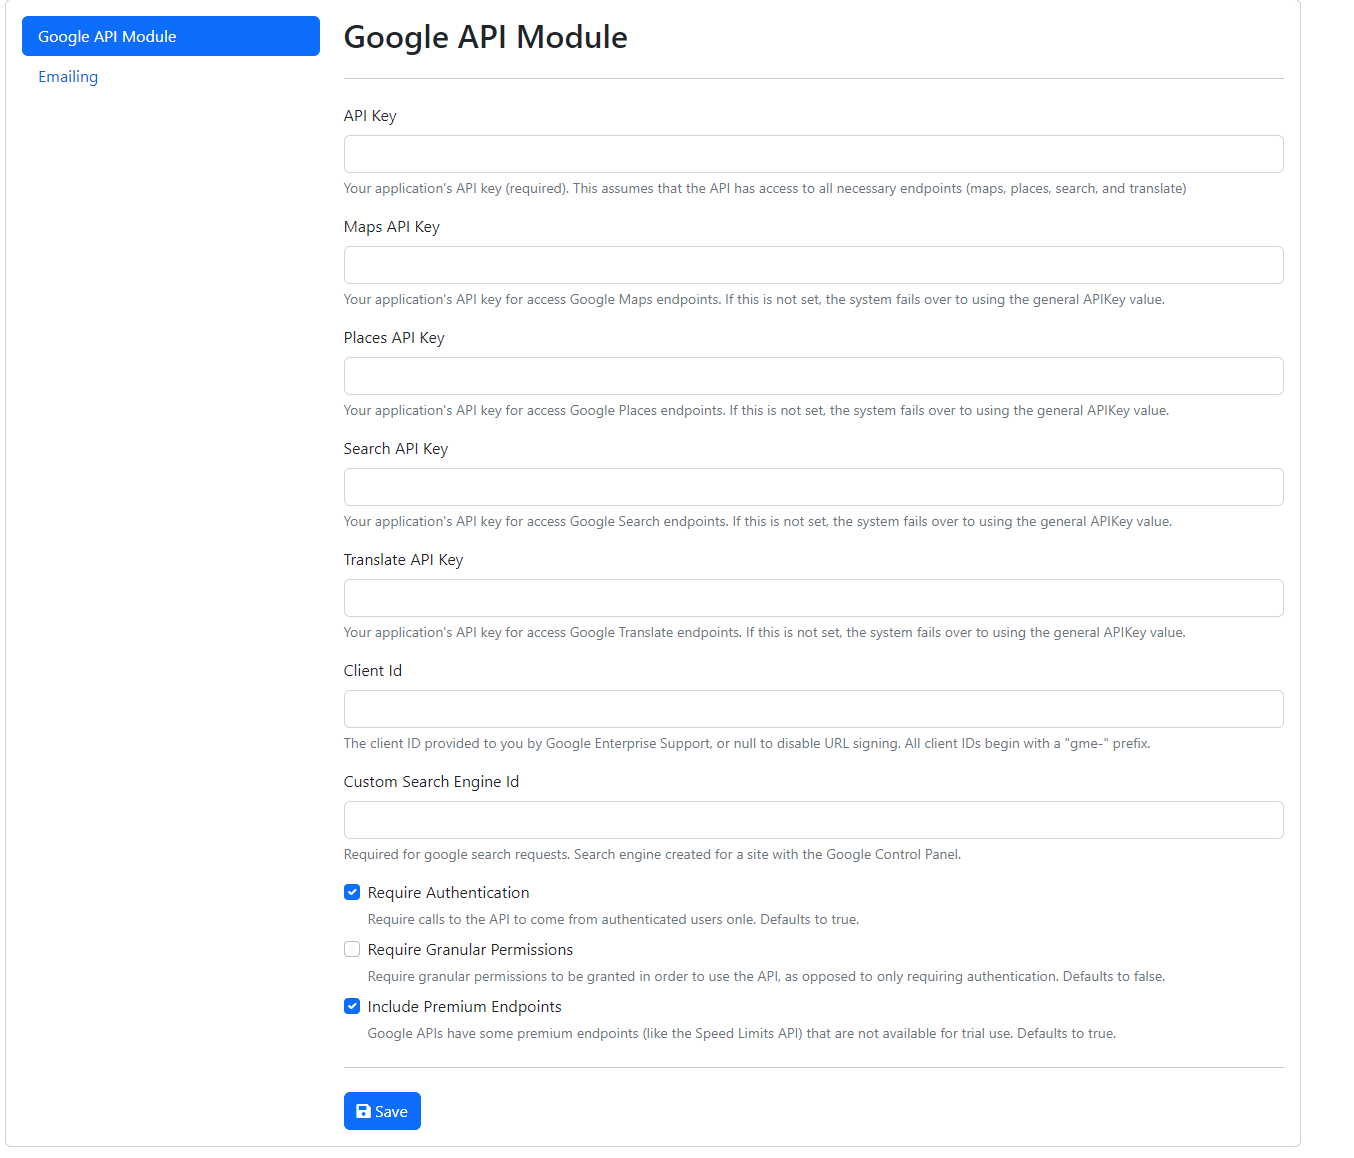 Google API Module
Emailing
Google API Module
API Key
Your application's API key (required). This assumes that the API has access to all necessary endpoints (maps, places, search, and translate)
Maps API Key
Your application's API key for access Google Maps endpoints. If this is not set, the system fails over to using the general APIKey value.
Places API Key
Your application's API key for access Google Places endpoints. If this is not set, the system fails over to using the general APIKey value.
Search API Key
Your application's API key for access Google Search endpoints. If this is not set, the system fails over to using the general APIKey value.
Translate API Key
Your application's API key for access Google Translate endpoints. If this is not set, the system fails over to using the general APIKey value.
Client Id
The client ID provided to you by Google Enterprise Support, or null to disable URL signing. All client IDs begin with a "gme-" prefix.
Custom Search Engine Id
Required for google search requests. Search engine created for a site with the Google Control Panel.
Require Authentication
Require calls to the API to come from authenticated users onle. Defaults to true.
Require Granular Permissions
Require granular permissions to be granted in order to use the API, as opposed to only requiring authentication. Defaults to false.
Include Premium Endpoints
Google APIs have some premium endpoints (like the Speed Limits API) that are not available for trial use. Defaults to true.
Save